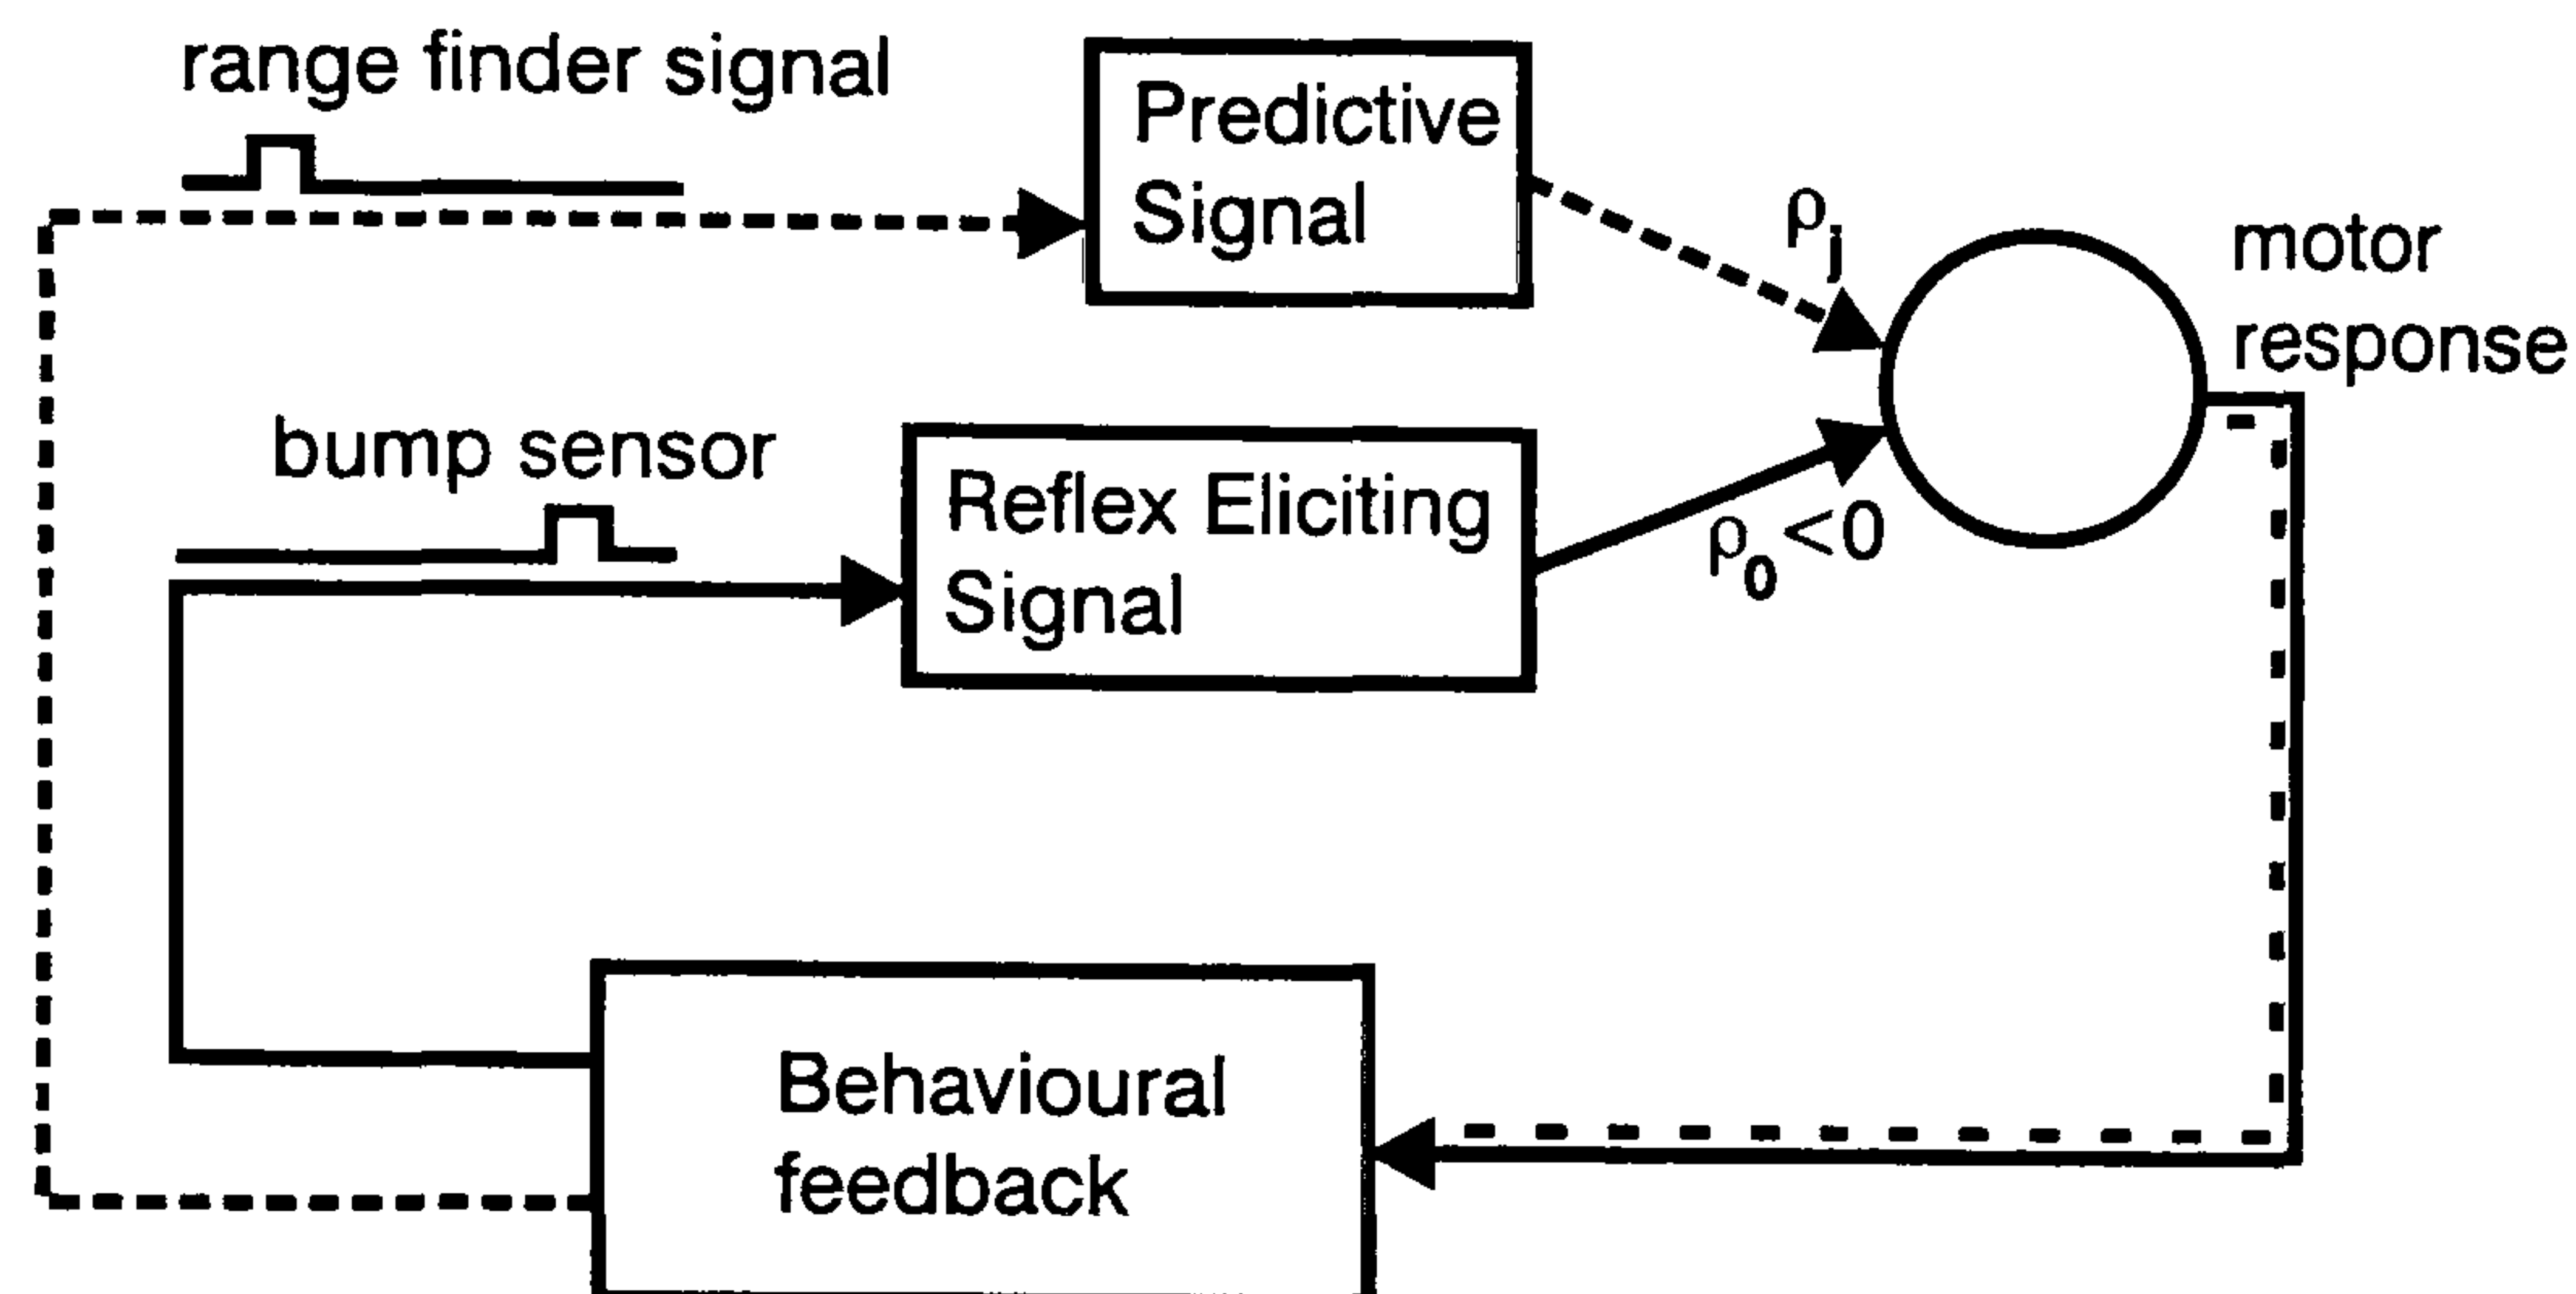 range finder signal
Predictive
Signal
ρj
motor
response
bump sensor
Reflex Eliciting
Signal
ρ0<0
Behavioural
feedback